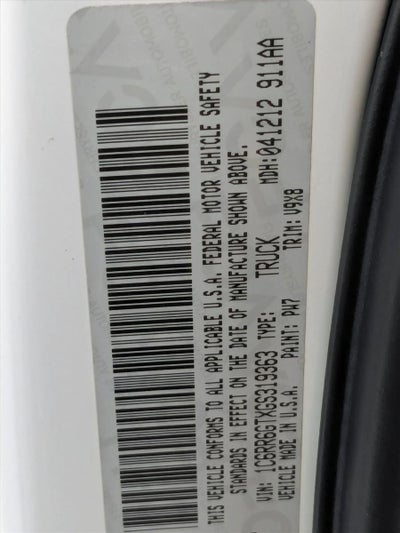 THIS VEHICLE CONFORMS TO ALL APPLICABLE U.S.A. FEDERAL MOTOR VEHICLE SAFETY
STANDARDS IN EFFECT ON THE DATE OF MANUFACTURE SHOWN ABOVE.
VIN: 1C6RR6GTXGS319363 TYPE: TRUCK MDH:041212 911AA
VEHICLE MADE IN U.S.A. PAINT: PW7 TRIM: V9X8